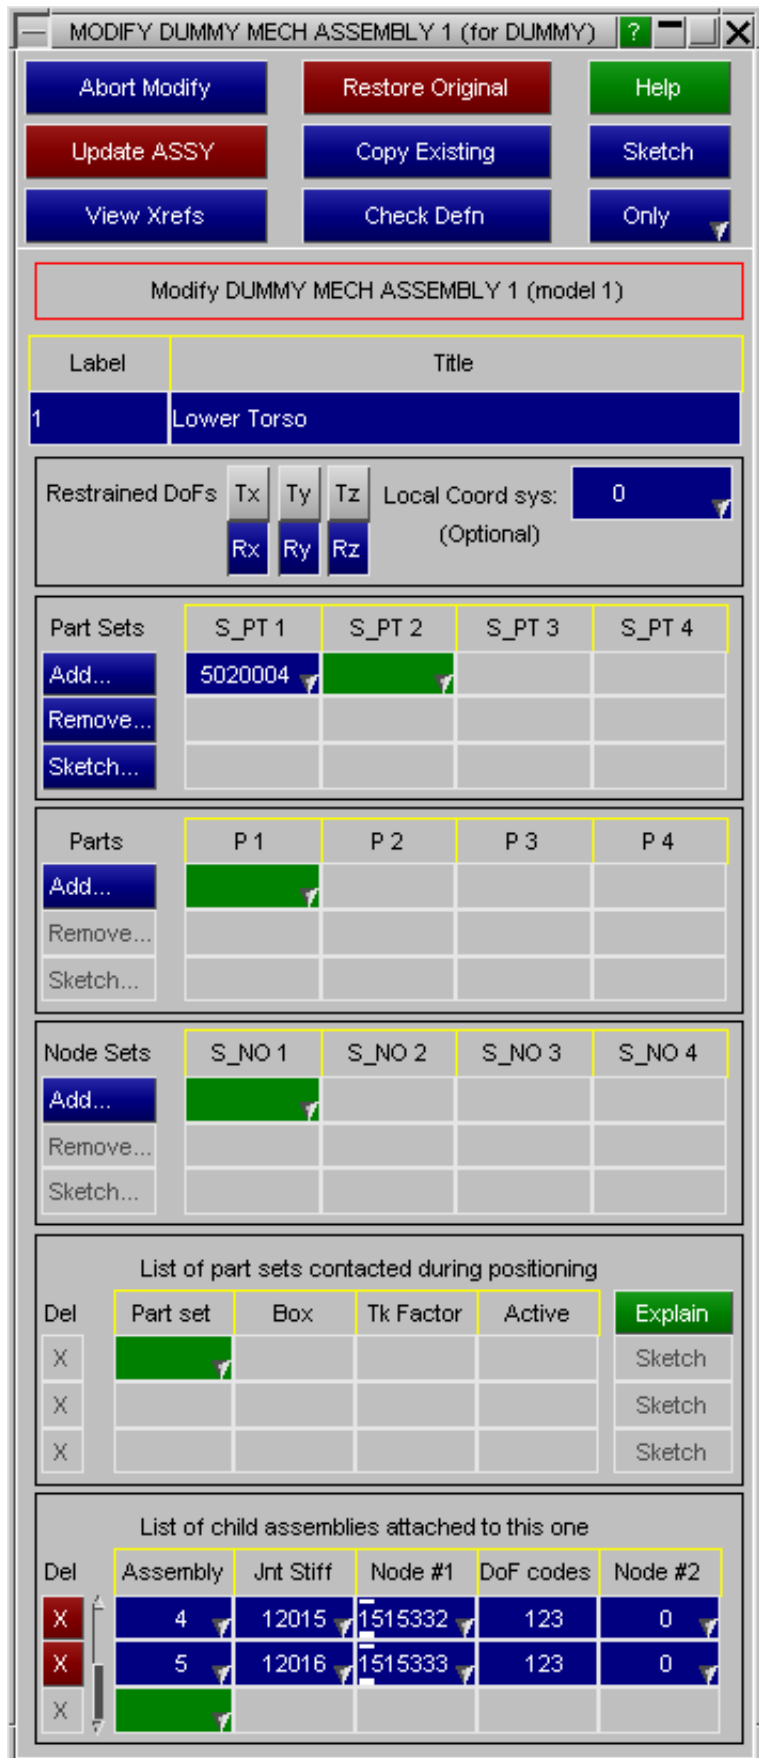 MODIFY DUMMY MECH ASSEMBLY 1 (for DUMMY) ?
Abort Modify Restore Original Help
Update ASSY Copy Existing Sketch
View Xrefs Check Defn Only
Modify DUMMY MECH ASSEMBLY 1 (model 1)
Label Title
1 Lower Torso
Restrained DoFs Tx Ty Tz Local Coord sys: 0
Rx Ry Rz (Optional)
Part Sets S_PT 1 S_PT 2 S_PT 3 S_PT 4
Add... 5020004
Remove...
Sketch...
Parts P 1 P 2 P 3 P 4
Add...
Remove...
Sketch...
Node Sets S_NO 1 S_NO 2 S_NO 3 S_NO 4
Add...
Remove...
Sketch...
List of part sets contacted during positioning
Del Part set Box Tk Factor Active Explain
X Sketch
X Sketch
X Sketch
List of child assemblies attached to this one
Del Assembly Jnt Stiff Node #1 DoF codes Node #2
X 4 12015 1515332 123 0
X 5 12016 1515333 123 0
X